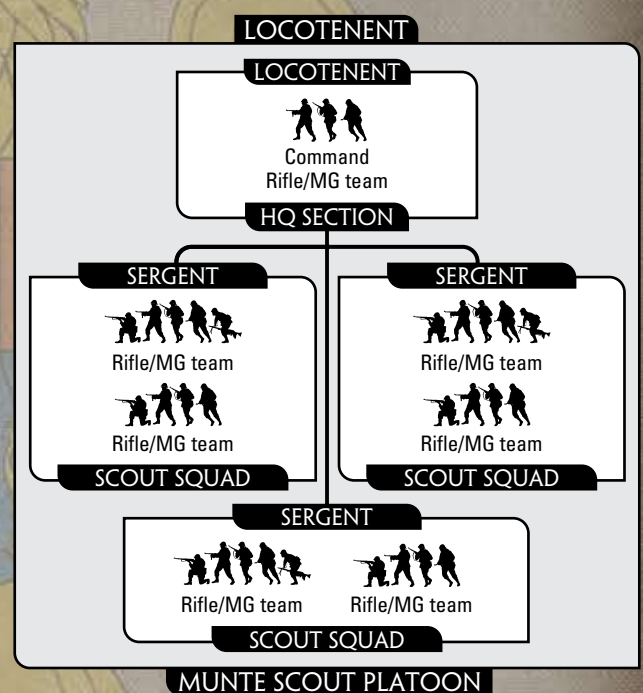 LOCOTENENT
LOCOTENENT
Command
Rifle/MG team
HQ SECTION
SERGENT
Rifle/MG team
Rifle/MG team
SCOUT SQUAD
SERGENT
Rifle/MG team
Rifle/MG team
SCOUT SQUAD
SERGENT
Rifle/MG team
Rifle/MG team
SCOUT SQUAD
MUNTE SCOUT PLATOON